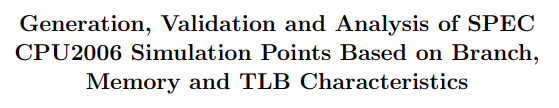 Generation, Validation and Analysis of SPEC
CPU2006 Simulation Points Based on Branch,
Memory and TLB Characteristics